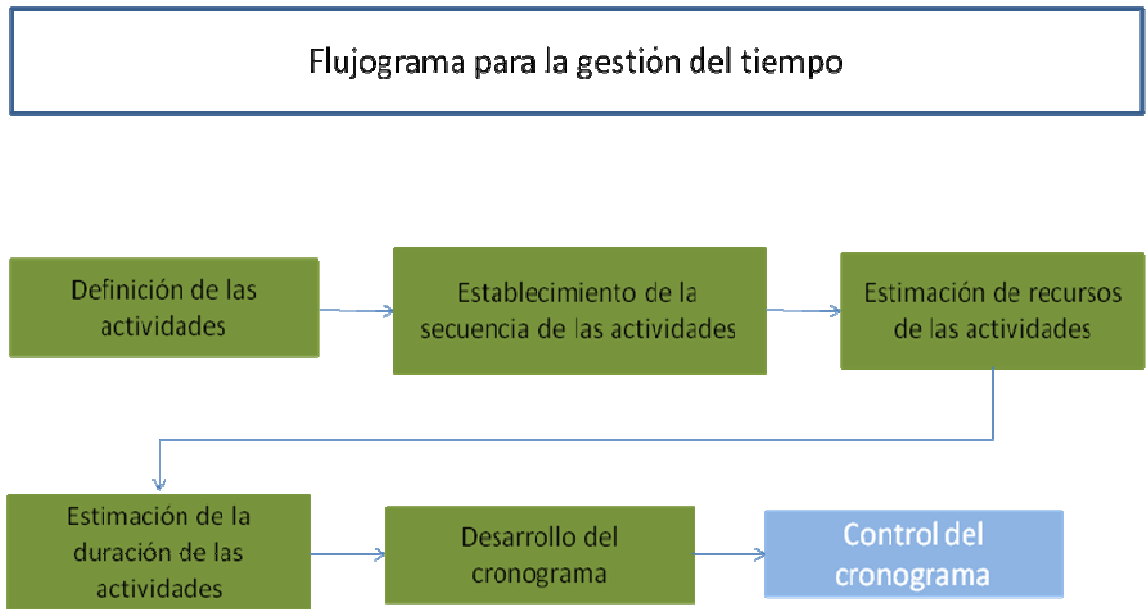 Flujograma para la gestión del tiempo
Definición de las
actividades
Establecimiento de la
secuencia de las actividades
Estimación de recursos
de las actividades
Estimación de la
duración de las
actividades
Desarrollo del
cronograma
Control del
cronograma